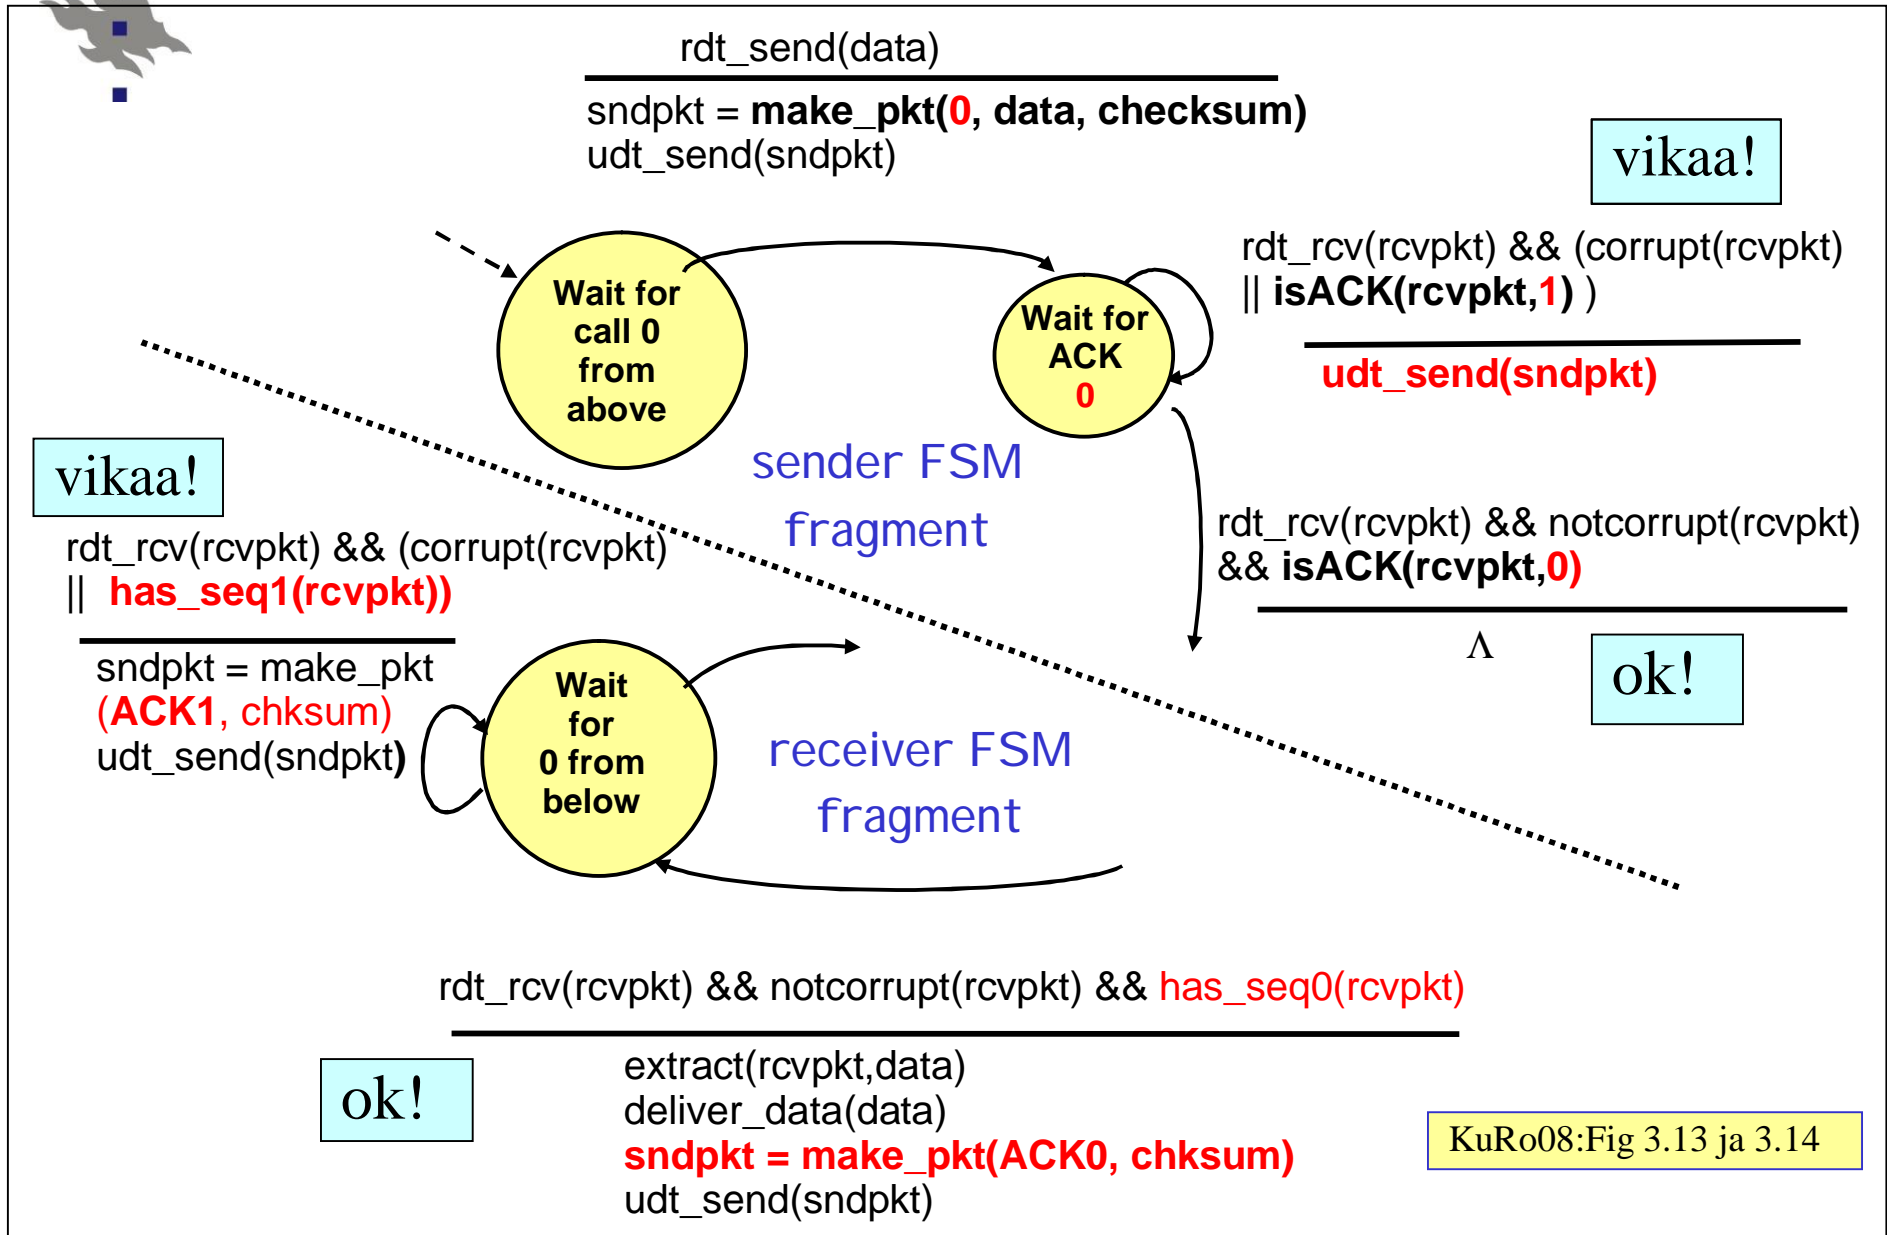 rdt_send(data)
sndpkt = make_pkt(0, data, checksum)
udt_send(sndpkt)
vikaa!
rdt_rcv(rcvpkt) && (corrupt(rcvpkt)
|| isACK(rcvpkt,1) )
udt_send(sndpkt)
Wait for
call 0
from
above
Wait for
ACK
0
sender FSM
fragment
rdt_rcv(rcvpkt) && notcorrupt(rcvpkt)
&& isACK(rcvpkt,0)
Λ
ok!
vikaa!
rdt_rcv(rcvpkt) && (corrupt(rcvpkt)
|| has_seq1(rcvpkt))
sndpkt = make_pkt
(ACK1, chksum)
udt_send(sndpkt)
Wait
for
0 from
below
receiver FSM
fragment
rdt_rcv(rcvpkt) && notcorrupt(rcvpkt) && has_seq0(rcvpkt)
ok!
extract(rcvpkt,data)
deliver_data(data)
sndpkt = make_pkt(ACK0, chksum)
udt_send(sndpkt)
KuRo08:Fig 3.13 ja 3.14